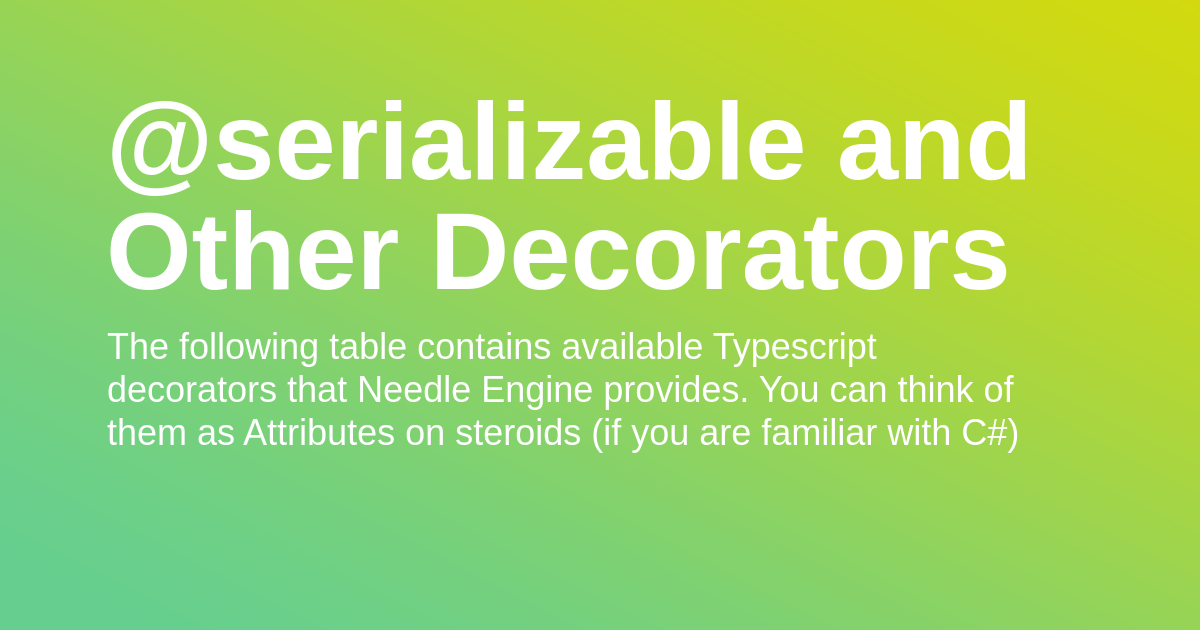 @serializable and
Other Decorators
The following table contains available Typescript
decorators that Needle Engine provides. You can think of
them as Attributes on steroids (if you are familiar with C#)